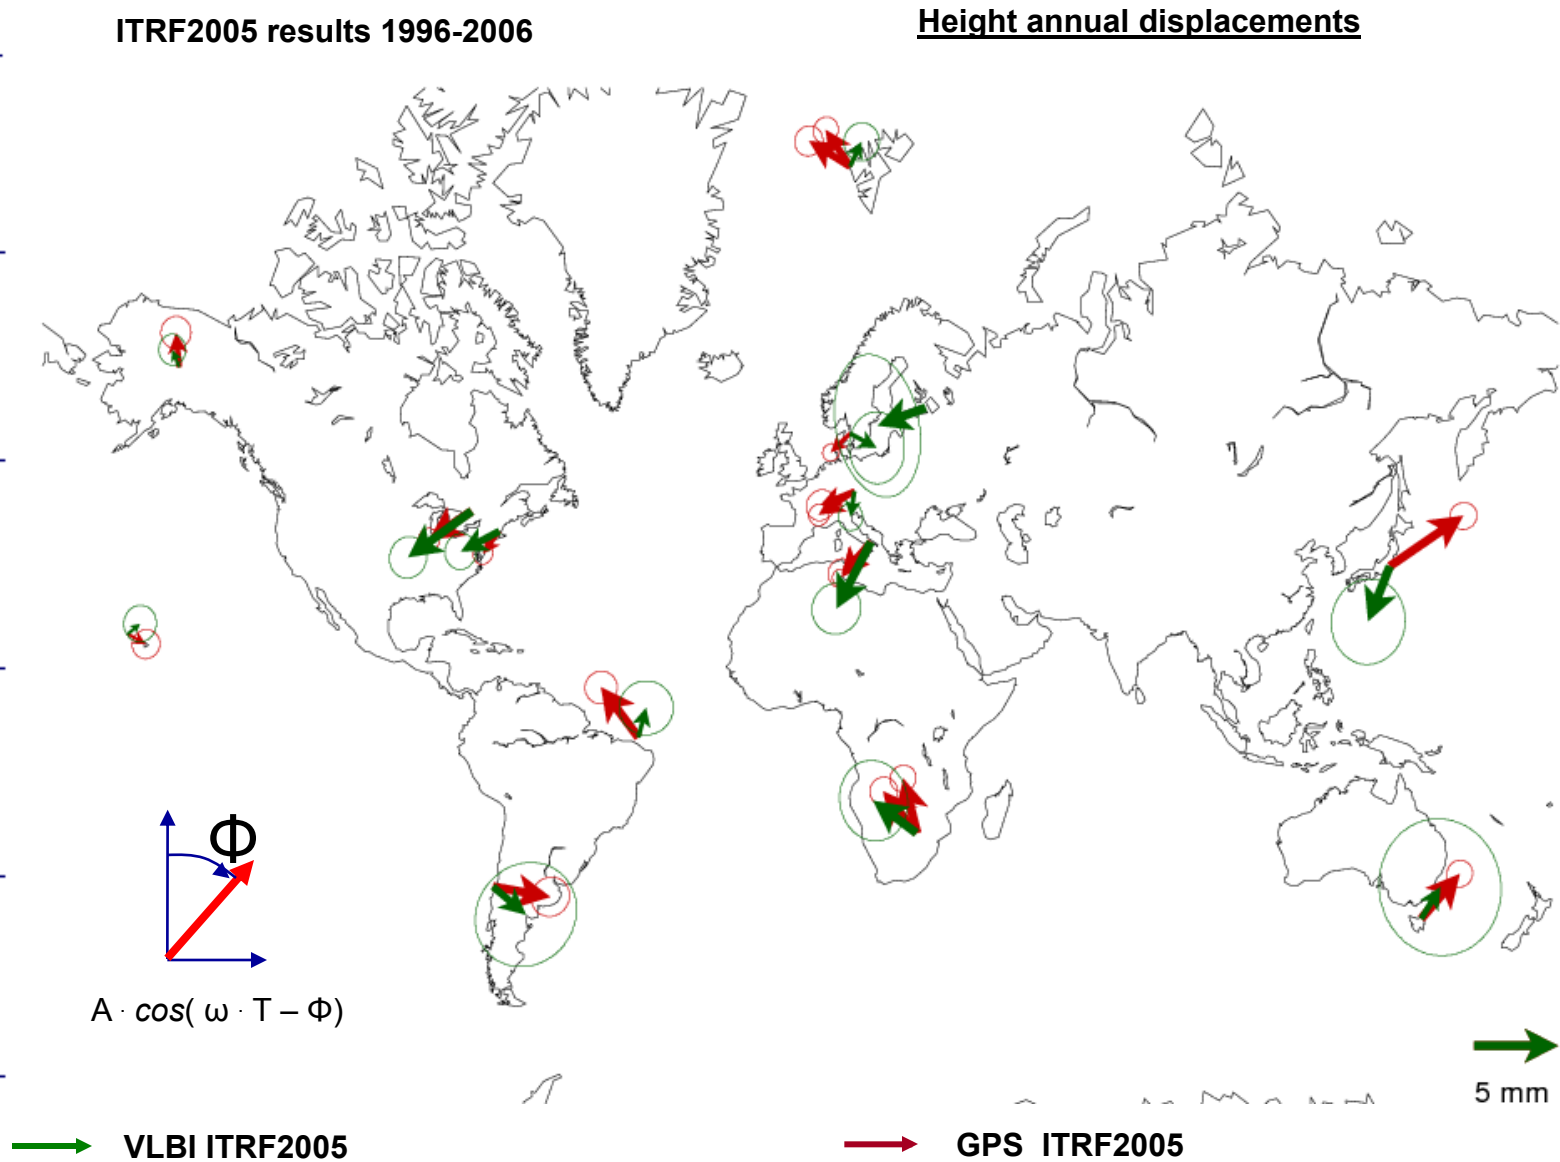 ITRF2005 results 1996-2006
Height annual displacements
Φ
A · cos( ω · T – Φ)
5 mm
VLBI ITRF2005
GPS ITRF2005